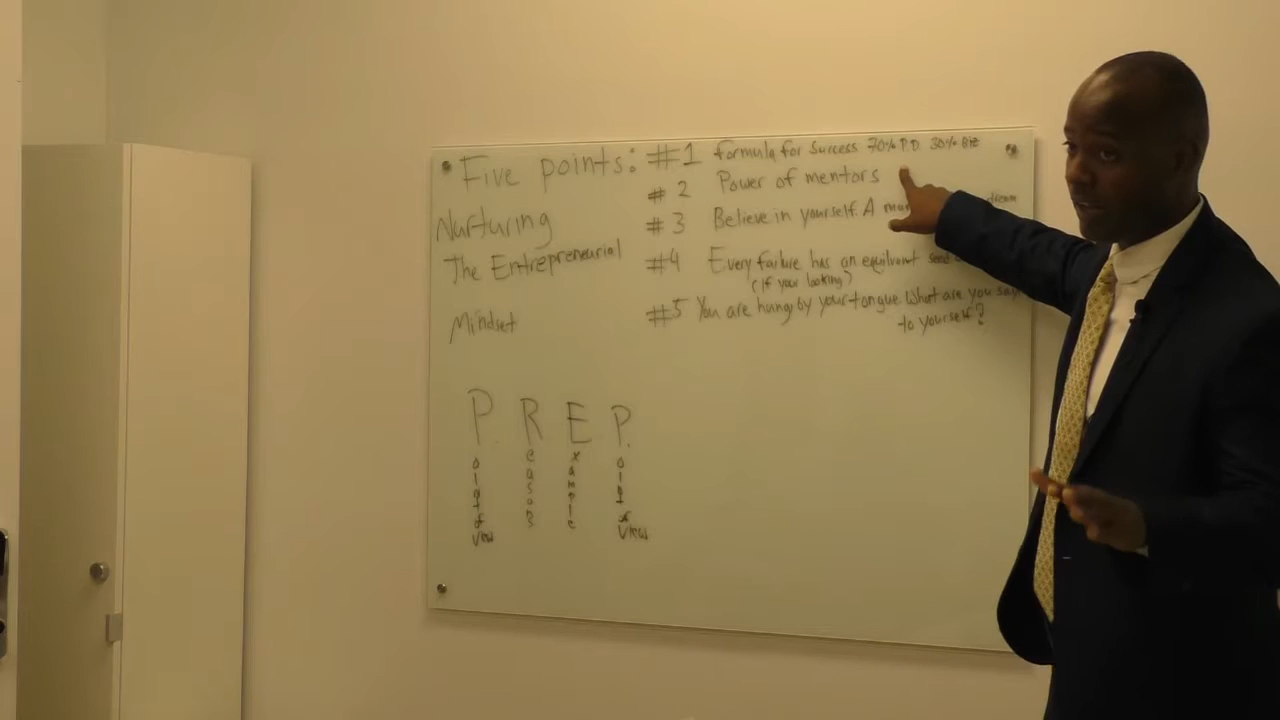 Five points: #1 formula for Success 70% P.D 30% Biz
#2 Power of mentors
Nurturing
#3 Believe in yourself. A dream
The Entrepreneurial
#4 Every failure has an equilvant seed
(If your looking)
Mindset
#5 You are hung by your tongue. What are you say
to yourself?
P. R E P.
Point of View
Reason
Example
Point of View